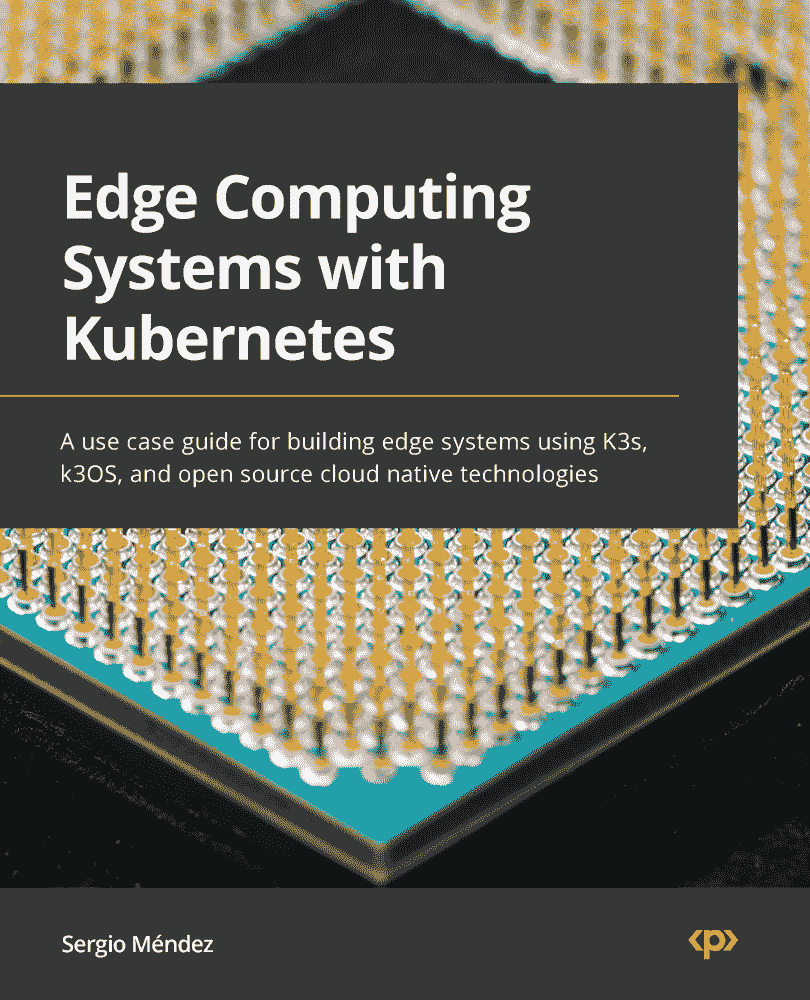 Edge Computing
Systems with
Kubernetes
A use case guide for building edge systems using K3s,
k3OS, and open source cloud native technologies
Sergio Méndez
<p>